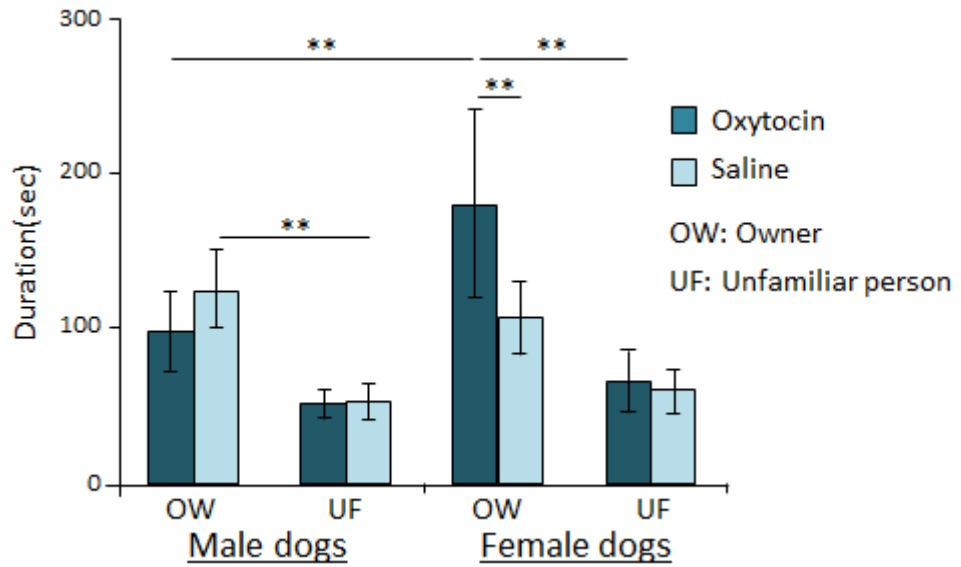 300
**
**
**
Oxytocin
200
Saline
**
OW: Owner
UF: Unfamiliar person
Duration(sec)
100
0
OW UF OW UF
Male dogs Female dogs